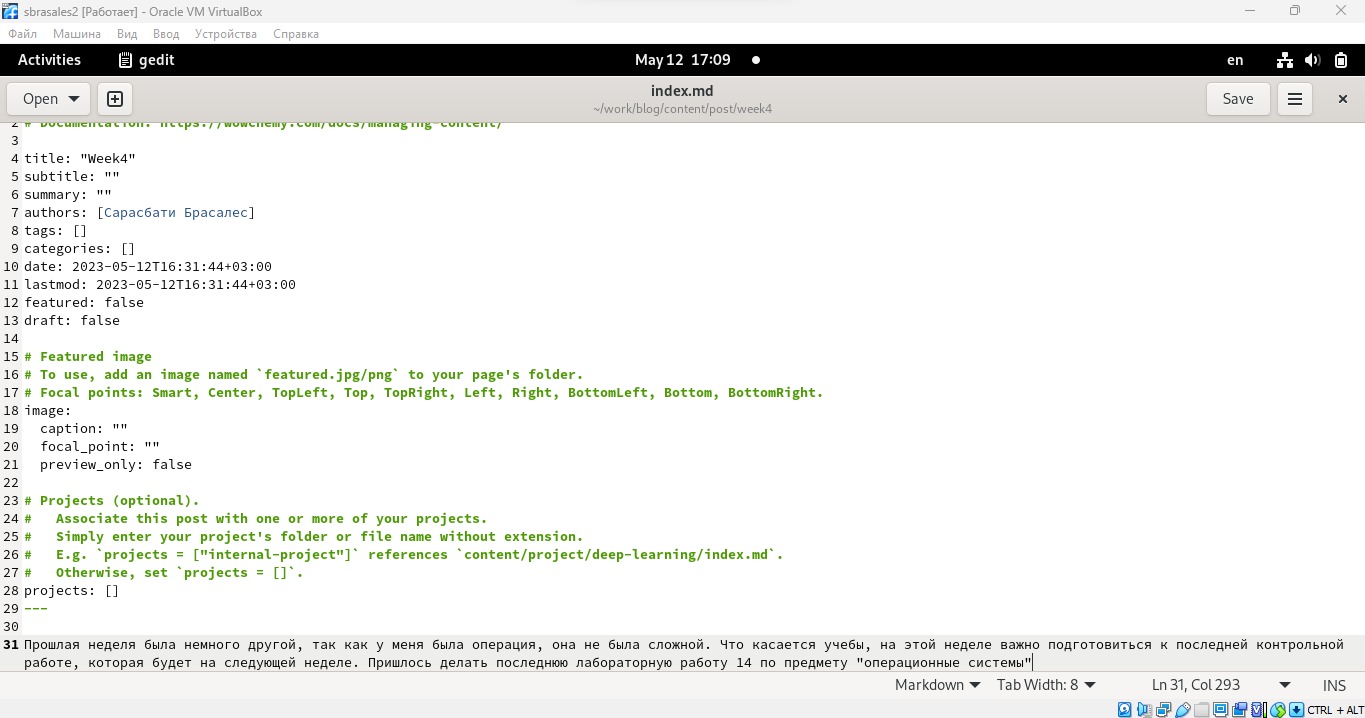 sbrasales2 [Работает] - Oracle VM VirtualBox
Файл Машина Вид Ввод Устройства Справка
Activities gedit May 12 17:09 en
Open index.md Save
~/work/blog/content/post/week4
2 # Documentation: https://wowchemy.com/docs/managing-content/
3
4 title: "Week4"
5 subtitle: ""
6 summary: ""
7 authors: [Сарасбати Брасалес]
8 tags: []
9 categories: []
10 date: 2023-05-12T16:31:44+03:00
11 lastmod: 2023-05-12T16:31:44+03:00
12 featured: false
13 draft: false
14
15 # Featured image
16 # To use, add an image named `featured.jpg/png` to your page's folder.
17 # Focal points: Smart, Center, TopLeft, Top, TopRight, Left, Right, BottomLeft, Bottom, BottomRight.
18 image:
19   caption: ""
20   focal_point: ""
21   preview_only: false
22
23 # Projects (optional).
24 #   Associate this post with one or more of your projects.
25 #   Simply enter your project's folder or file name without extension.
26 #   E.g. `projects = ["internal-project"]` references `content/project/deep-learning/index.md`.
27 #   Otherwise, set `projects = []`.
28 projects: []
29 ---
30
31 Прошлая неделя была немного другой, так как у меня была операция, она не была сложной. Что касается учебы, на этой неделе важно подготовиться к последней контрольной
работе, которая будет на следующей неделе. Пришлось делать последнюю лабораторную работу 14 по предмету "операционные системы"
Markdown Tab Width: 8 Ln 31, Col 293 INS
CTRL + ALT